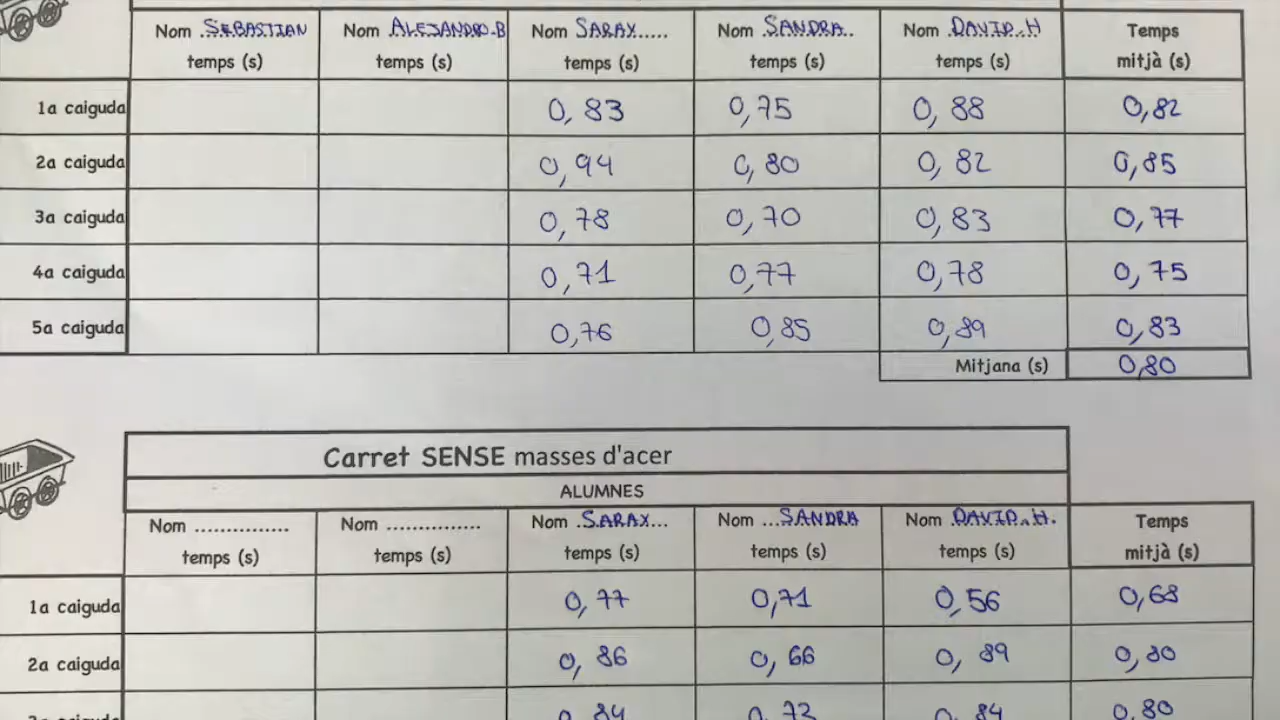 Nom .SEBASTIAN Nom .ALEJANDRO.B Nom SARAX..... Nom .SANDRA.. Nom .DAVID..H Temps
temps (s) temps (s) temps (s) temps (s) temps (s) mitjà (s)
1a caiguda 0,83 0,75 0,88 0,82
2a caiguda 0,94 0,80 0,82 0,85
3a caiguda 0,78 0,70 0,83 0,77
4a caiguda 0,71 0,77 0,78 0,75
5a caiguda 0,76 0,85 0,89 0,83
Mitjana (s) 0,80
Carret SENSE masses d'acer
ALUMNES
Nom ............... Nom ............... Nom .SARAX... Nom ...SANDRA Nom .DAVID..H. Temps
temps (s) temps (s) temps (s) temps (s) temps (s) mitjà (s)
1a caiguda 0,77 0,71 0,56 0,68
2a caiguda 0,86 0,66 0,89 0,80
3a caiguda 0,84 0,73 0,84 0,80